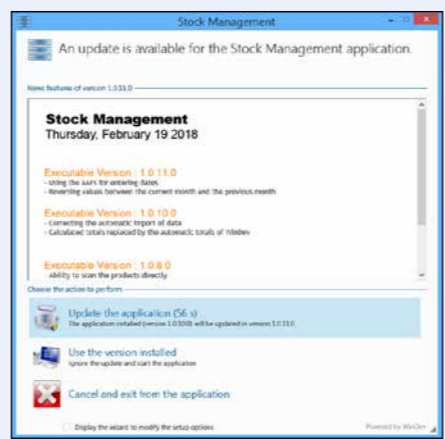 Stock Management
An update is available for the Stock Management application.
New features of version 1.0.11.0
Stock Management
Thursday, February 19 2018
Executable Version : 1.0.11.0
- Using the AAFs for entering dates
- Reverting values between the current month and the previous month
Executable Version : 1.0.10.0
- Correcting the automatic import of data
- Calculated totals replaced by the automatic totals of WinDev
Executable Version : 1.0.8.0
- Ability to scan the products directly
Choose the action to perform
Update the application (56 s)
The application installed (version 1.0.10.0) will be updated in version 1.0.11.0.
Use the version installed
Ignore the update and start the application
Cancel and exit from the application
Display the wizard to modify the setup options
Powered by WinDev